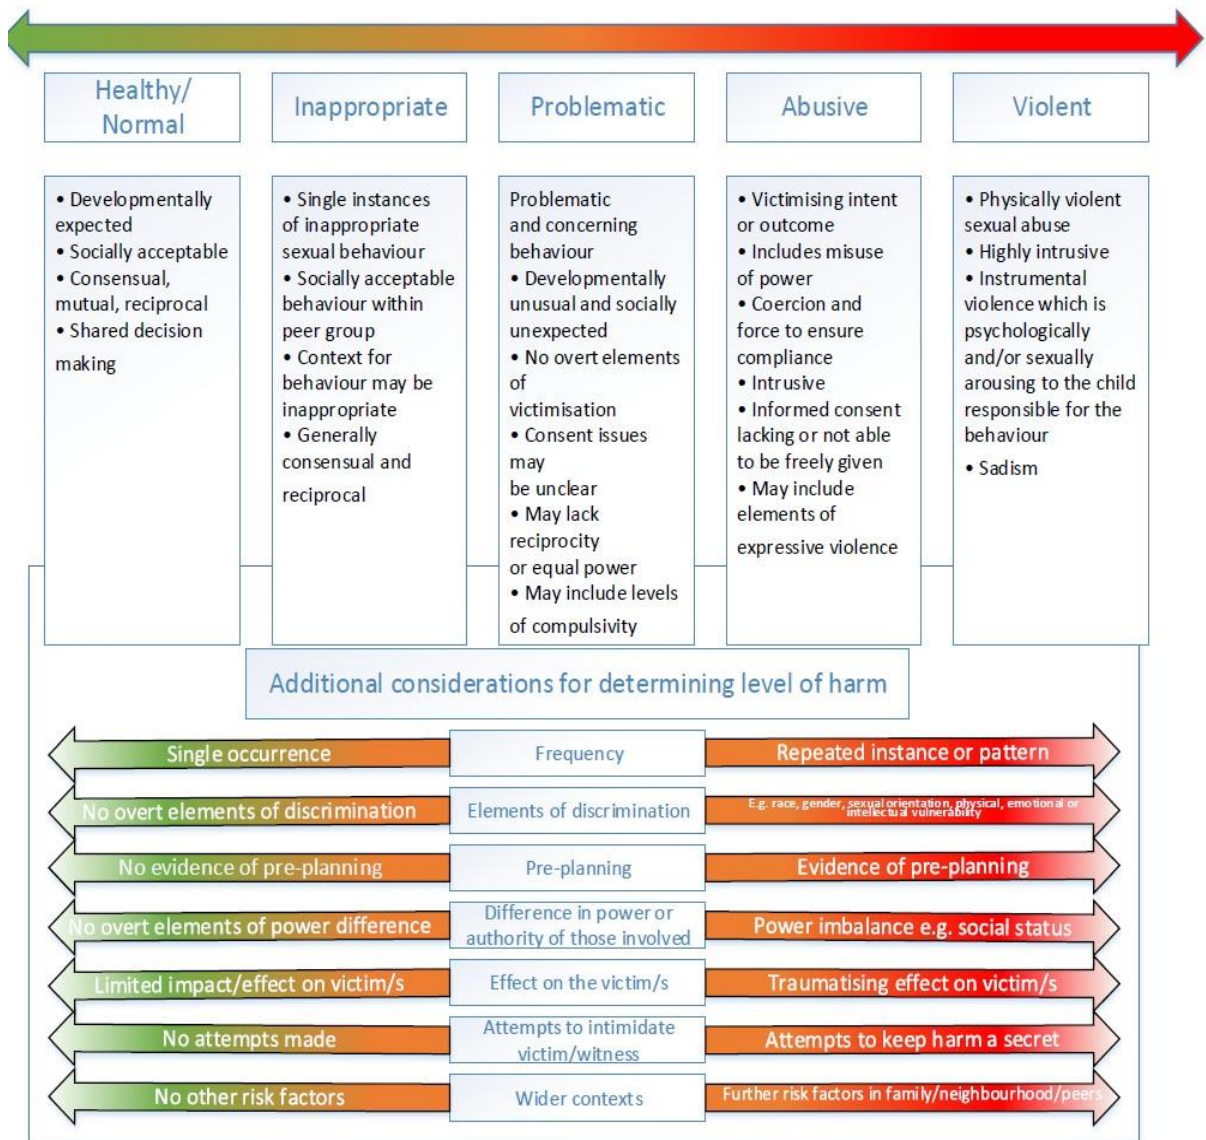 Healthy/
Normal
Inappropriate
Problematic
Abusive
Violent
• Developmentally
expected
• Socially acceptable
• Consensual,
mutual, reciprocal
• Shared decision
making
• Single instances
of inappropriate
sexual behaviour
• Socially acceptable
behaviour within
peer group
• Context for
behaviour may be
inappropriate
• Generally
consensual and
reciprocal
Problematic
and concerning
behaviour
• Developmentally
unusual and socially
unexpected
• No overt elements
of
victimisation
• Consent issues
may
be unclear
• May lack
reciprocity
or equal power
• May include levels
of compulsivity
• Victimising intent
or outcome
• Includes misuse
of power
• Coercion and
force to ensure
compliance
• Intrusive
• Informed consent
lacking or not able
to be freely given
• May include
elements of
expressive violence
• Physically violent
sexual abuse
• Highly intrusive
• Instrumental
violence which is
psychologically
and/or sexually
arousing to the child
responsible for the
behaviour
• Sadism
Additional considerations for determining level of harm
Single occurrence
Frequency
Repeated instance or pattern
No overt elements of discrimination
Elements of discrimination
E.g. race, gender, sexual orientation, physical, emotional or
intellectual vulnerability
No evidence of pre-planning
Pre-planning
Evidence of pre-planning
No overt elements of power difference
Difference in power or
authority of those involved
Power imbalance e.g. social status
Limited impact/effect on victim/s
Effect on the victim/s
Traumatising effect on victim/s
No attempts made
Attempts to intimidate
victim/witness
Attempts to keep harm a secret
No other risk factors
Wider contexts
Further risk factors in family/neighbourhood/peers